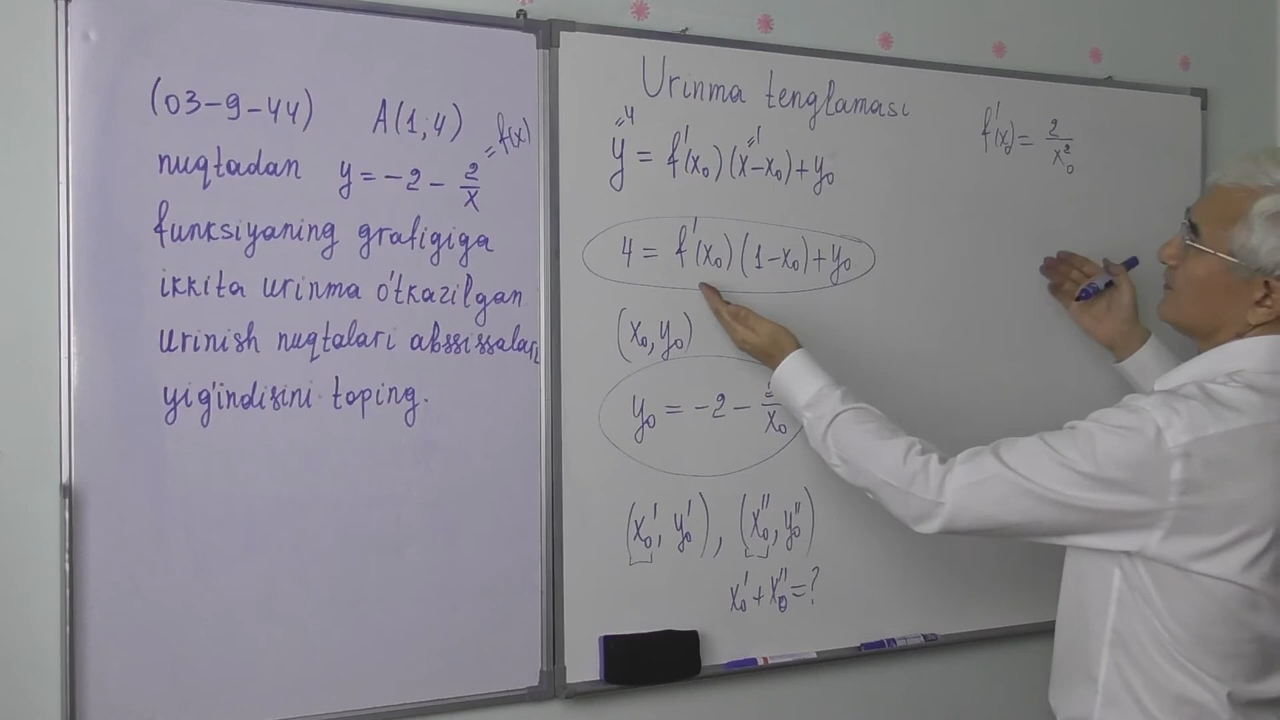 (03-9-44) A(1;4)
nuqtadan y = -2 - 2/x = f(x)
funksiyaning grafigiga
ikkita urinma o'tkazilgan
urinish nuqtalari abssissalari
yig'indisini toping.
Urinma tenglamasi
=4 =1
y = f'(x₀)(x-x₀)+y₀
4 = f'(x₀)(1-x₀)+y₀
(x₀, y₀)
y₀ = -2 - 2/x₀
(x₀', y₀'), (x₀'', y₀'')
x₀' + x₀'' = ?
f'(x₀) = 2/x₀²